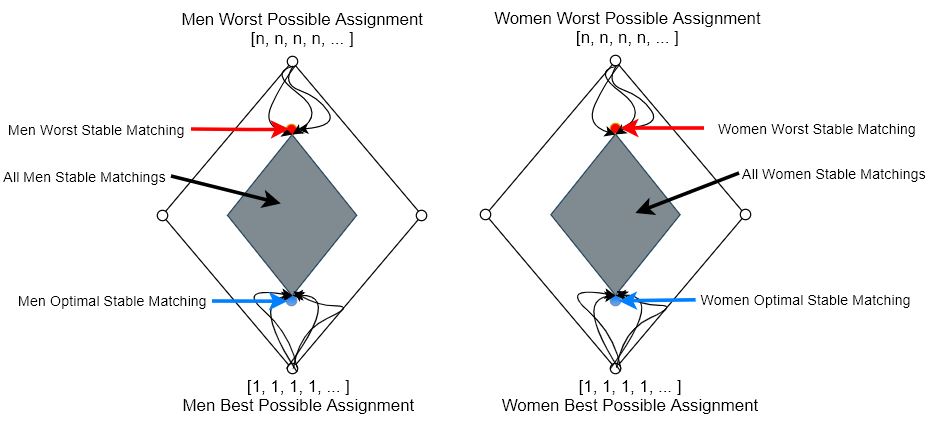 Men Worst Possible Assignment
[n, n, n, n, ... ]
Men Worst Stable Matching
All Men Stable Matchings
Men Optimal Stable Matching
[1, 1, 1, 1, ... ]
Men Best Possible Assignment
Women Worst Possible Assignment
[n, n, n, n, ... ]
Women Worst Stable Matching
All Women Stable Matchings
Women Optimal Stable Matching
[1, 1, 1, 1, ... ]
Women Best Possible Assignment